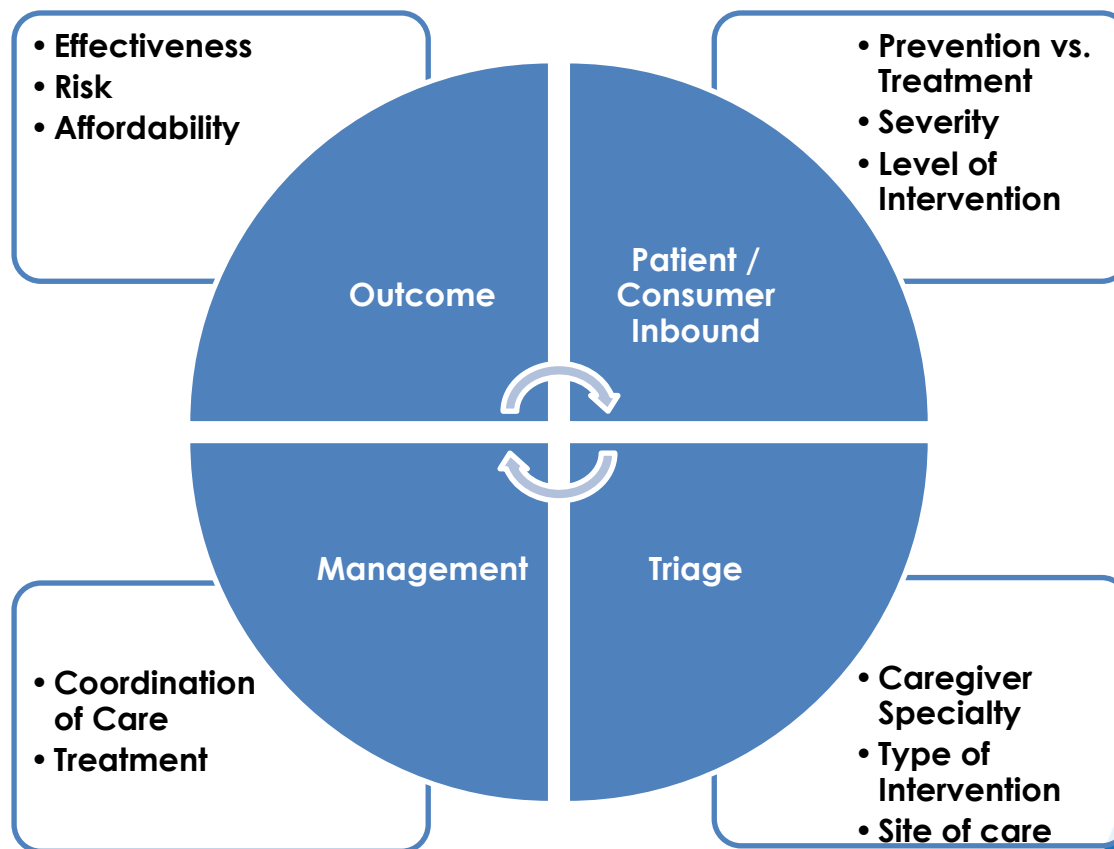 • Effectiveness
• Risk
• Affordability
• Prevention vs.
Treatment
• Severity
• Level of
Intervention
Outcome
Patient /
Consumer
Inbound
Management
Triage
• Coordination
of Care
• Treatment
• Caregiver
Specialty
• Type of
Intervention
• Site of care